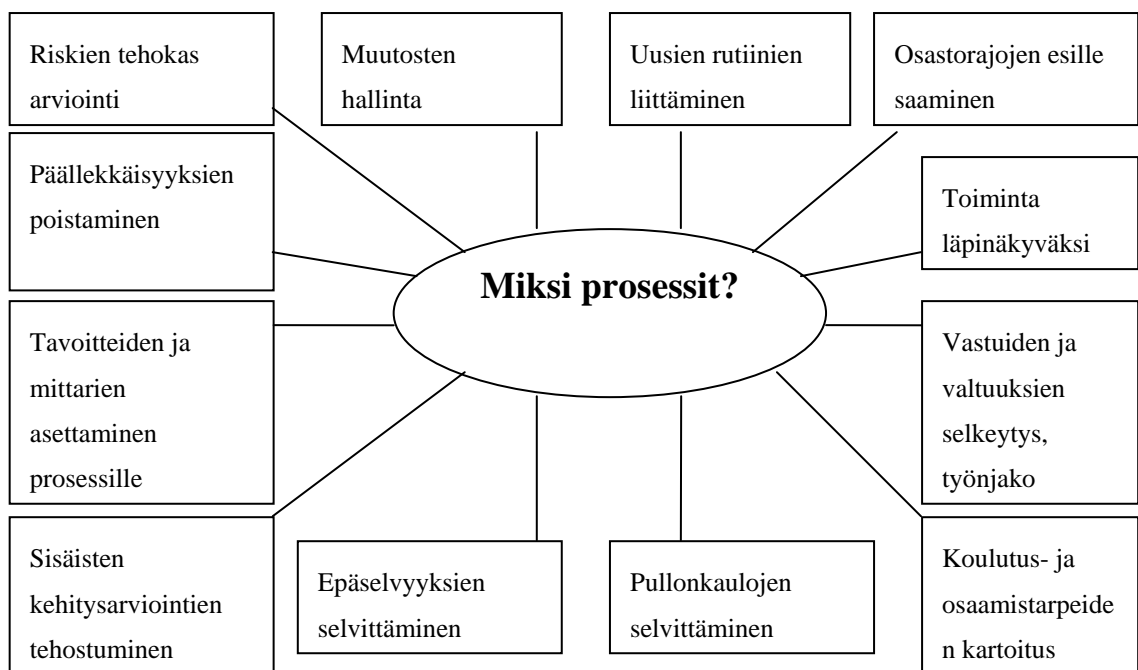 Riskien tehokas
arviointi
Muutosten
hallinta
Uusien rutiinien
liittäminen
Osastorajojen esille
saaminen
Päällekkäisyyksien
poistaminen
Toiminta
läpinäkyväksi
Miksi prosessit?
Tavoitteiden ja
mittarien
asettaminen
prosessille
Vastuiden ja
valtuuksien
selkeytys,
työnjako
Sisäisten
kehitysarviointien
tehostuminen
Epäselvyyksien
selvittäminen
Pullonkaulojen
selvittäminen
Koulutus- ja
osaamistarpeide
n kartoitus